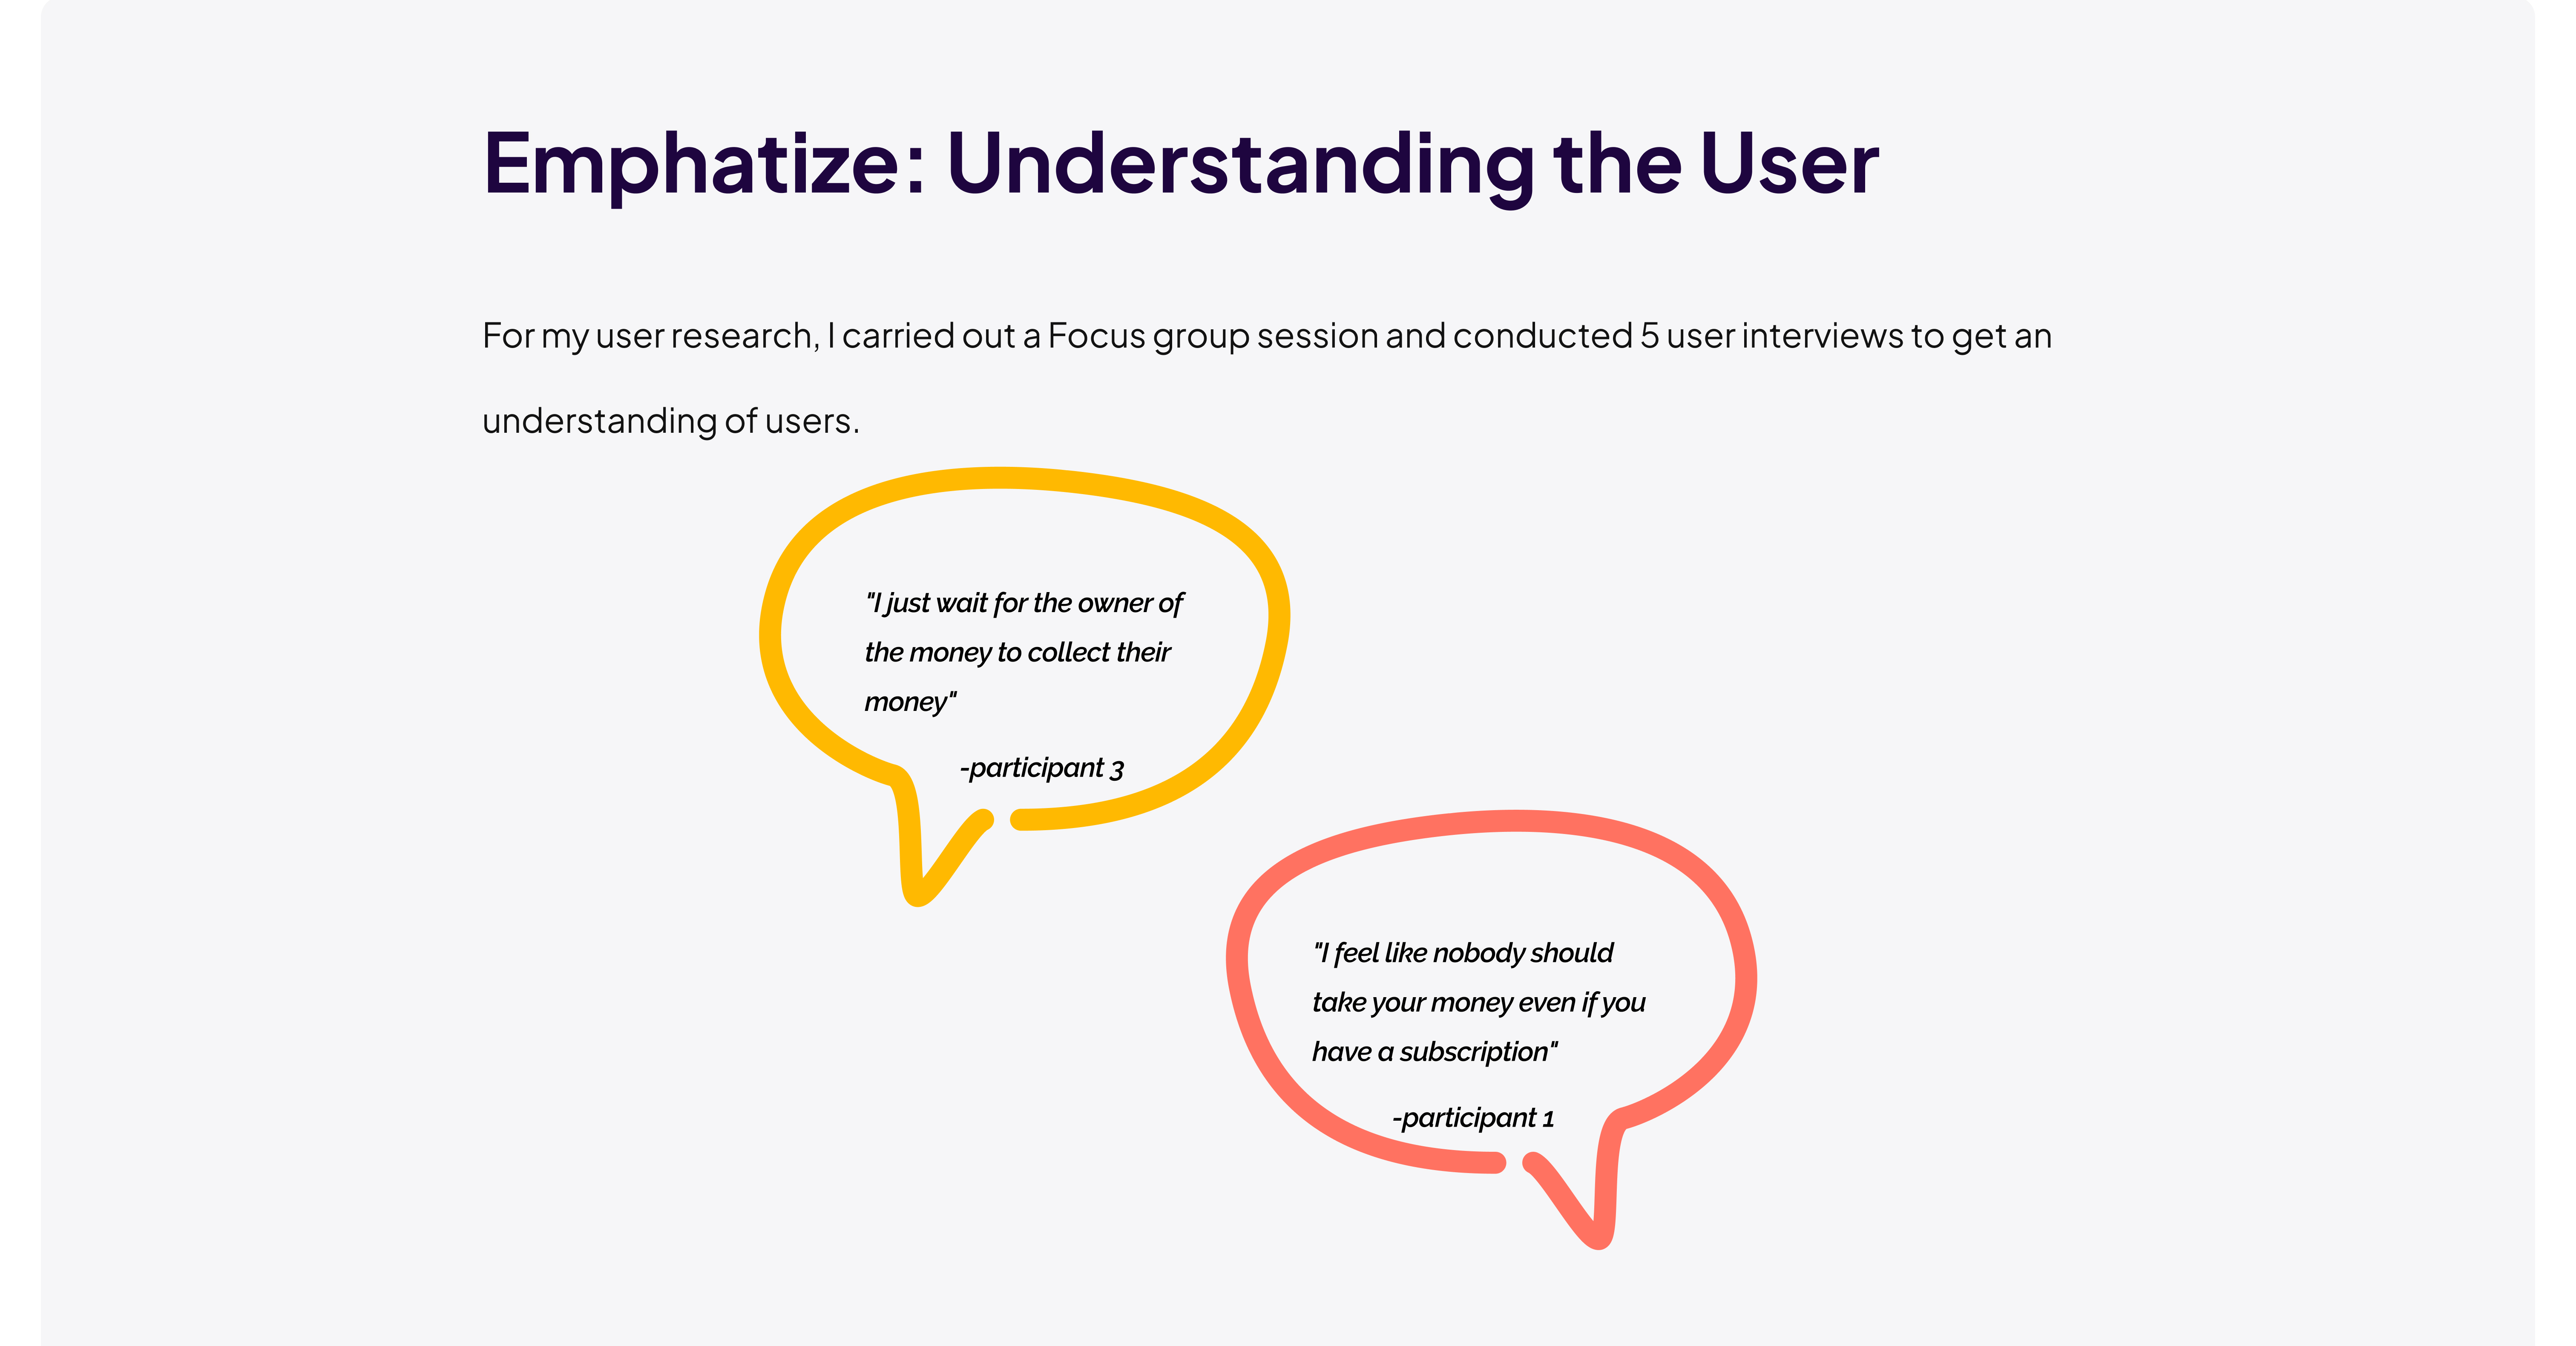 Emphatize: Understanding the User
For my user research, I carried out a Focus group session and conducted 5 user interviews to get an
understanding of users.
"I just wait for the owner of
the money to collect their
money"
-participant 3
"I feel like nobody should
take your money even if you
have a subscription"
-participant 1